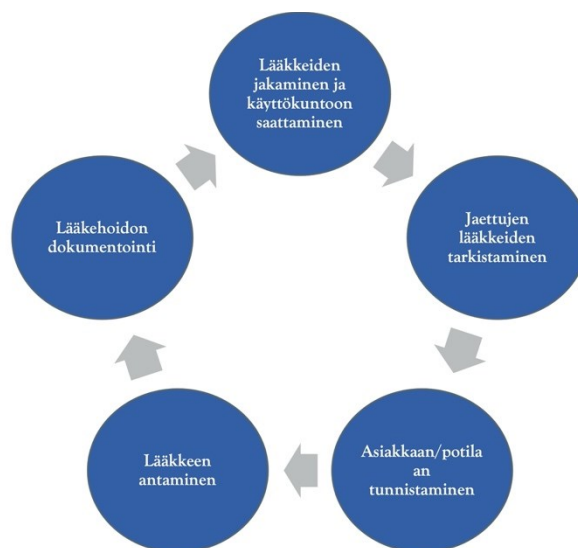 Lääkkeiden
jakaminen ja
käyttökuntoon
saattaminen
Jaettujen
lääkkeiden
tarkistaminen
Asiakkaan/potila
an
tunnistaminen
Lääkkeen
antaminen
Lääkehoidon
dokumentointi